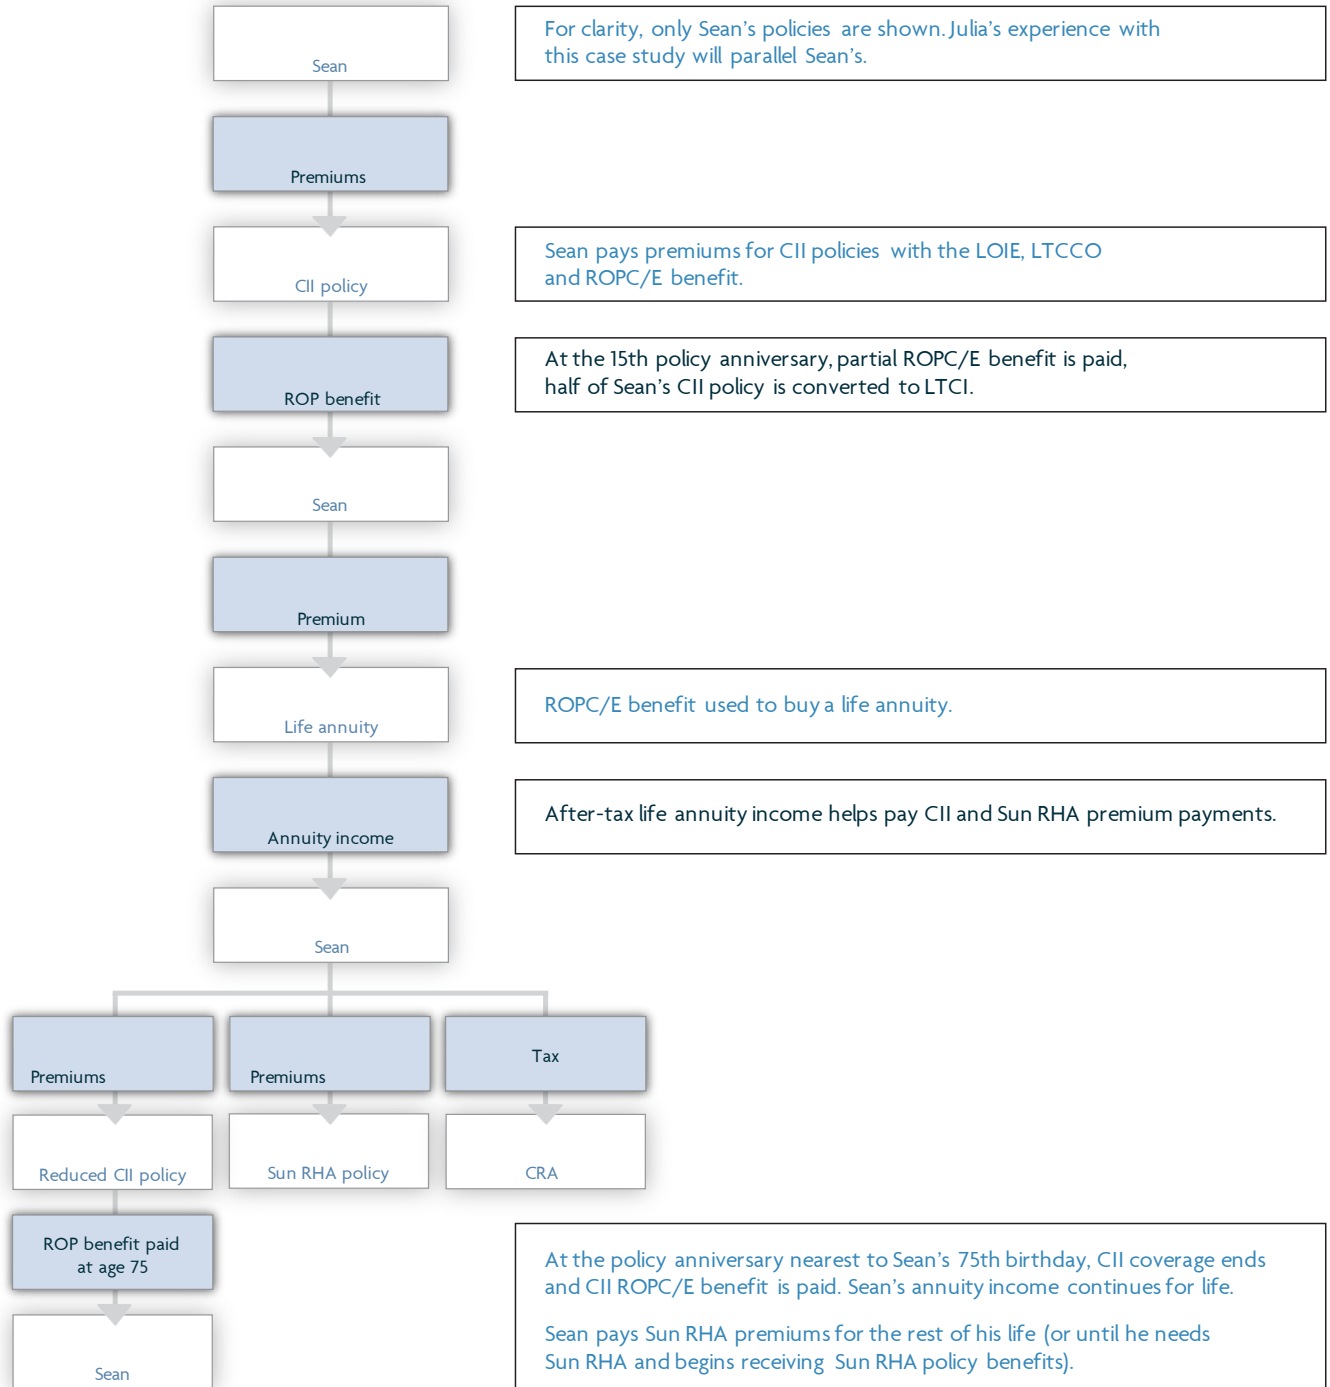 Sean
For clarity, only Sean's policies are shown. Julia's experience with
this case study will parallel Sean's.
Premiums
CII policy
Sean pays premiums for CII policies with the LOIE, LTCCO
and ROPC/E benefit.
ROP benefit
At the 15th policy anniversary, partial ROPC/E benefit is paid,
half of Sean's CII policy is converted to LTCI.
Sean
Premium
Life annuity
ROPC/E benefit used to buy a life annuity.
Annuity income
After-tax life annuity income helps pay CII and Sun RHA premium payments.
Sean
Premiums
Premiums
Tax
Reduced CII policy
Sun RHA policy
CRA
ROP benefit paid
at age 75
At the policy anniversary nearest to Sean's 75th birthday, CII coverage ends
and CII ROPC/E benefit is paid. Sean's annuity income continues for life.
Sean pays Sun RHA premiums for the rest of his life (or until he needs
Sun RHA and begins receiving Sun RHA policy benefits).
Sean